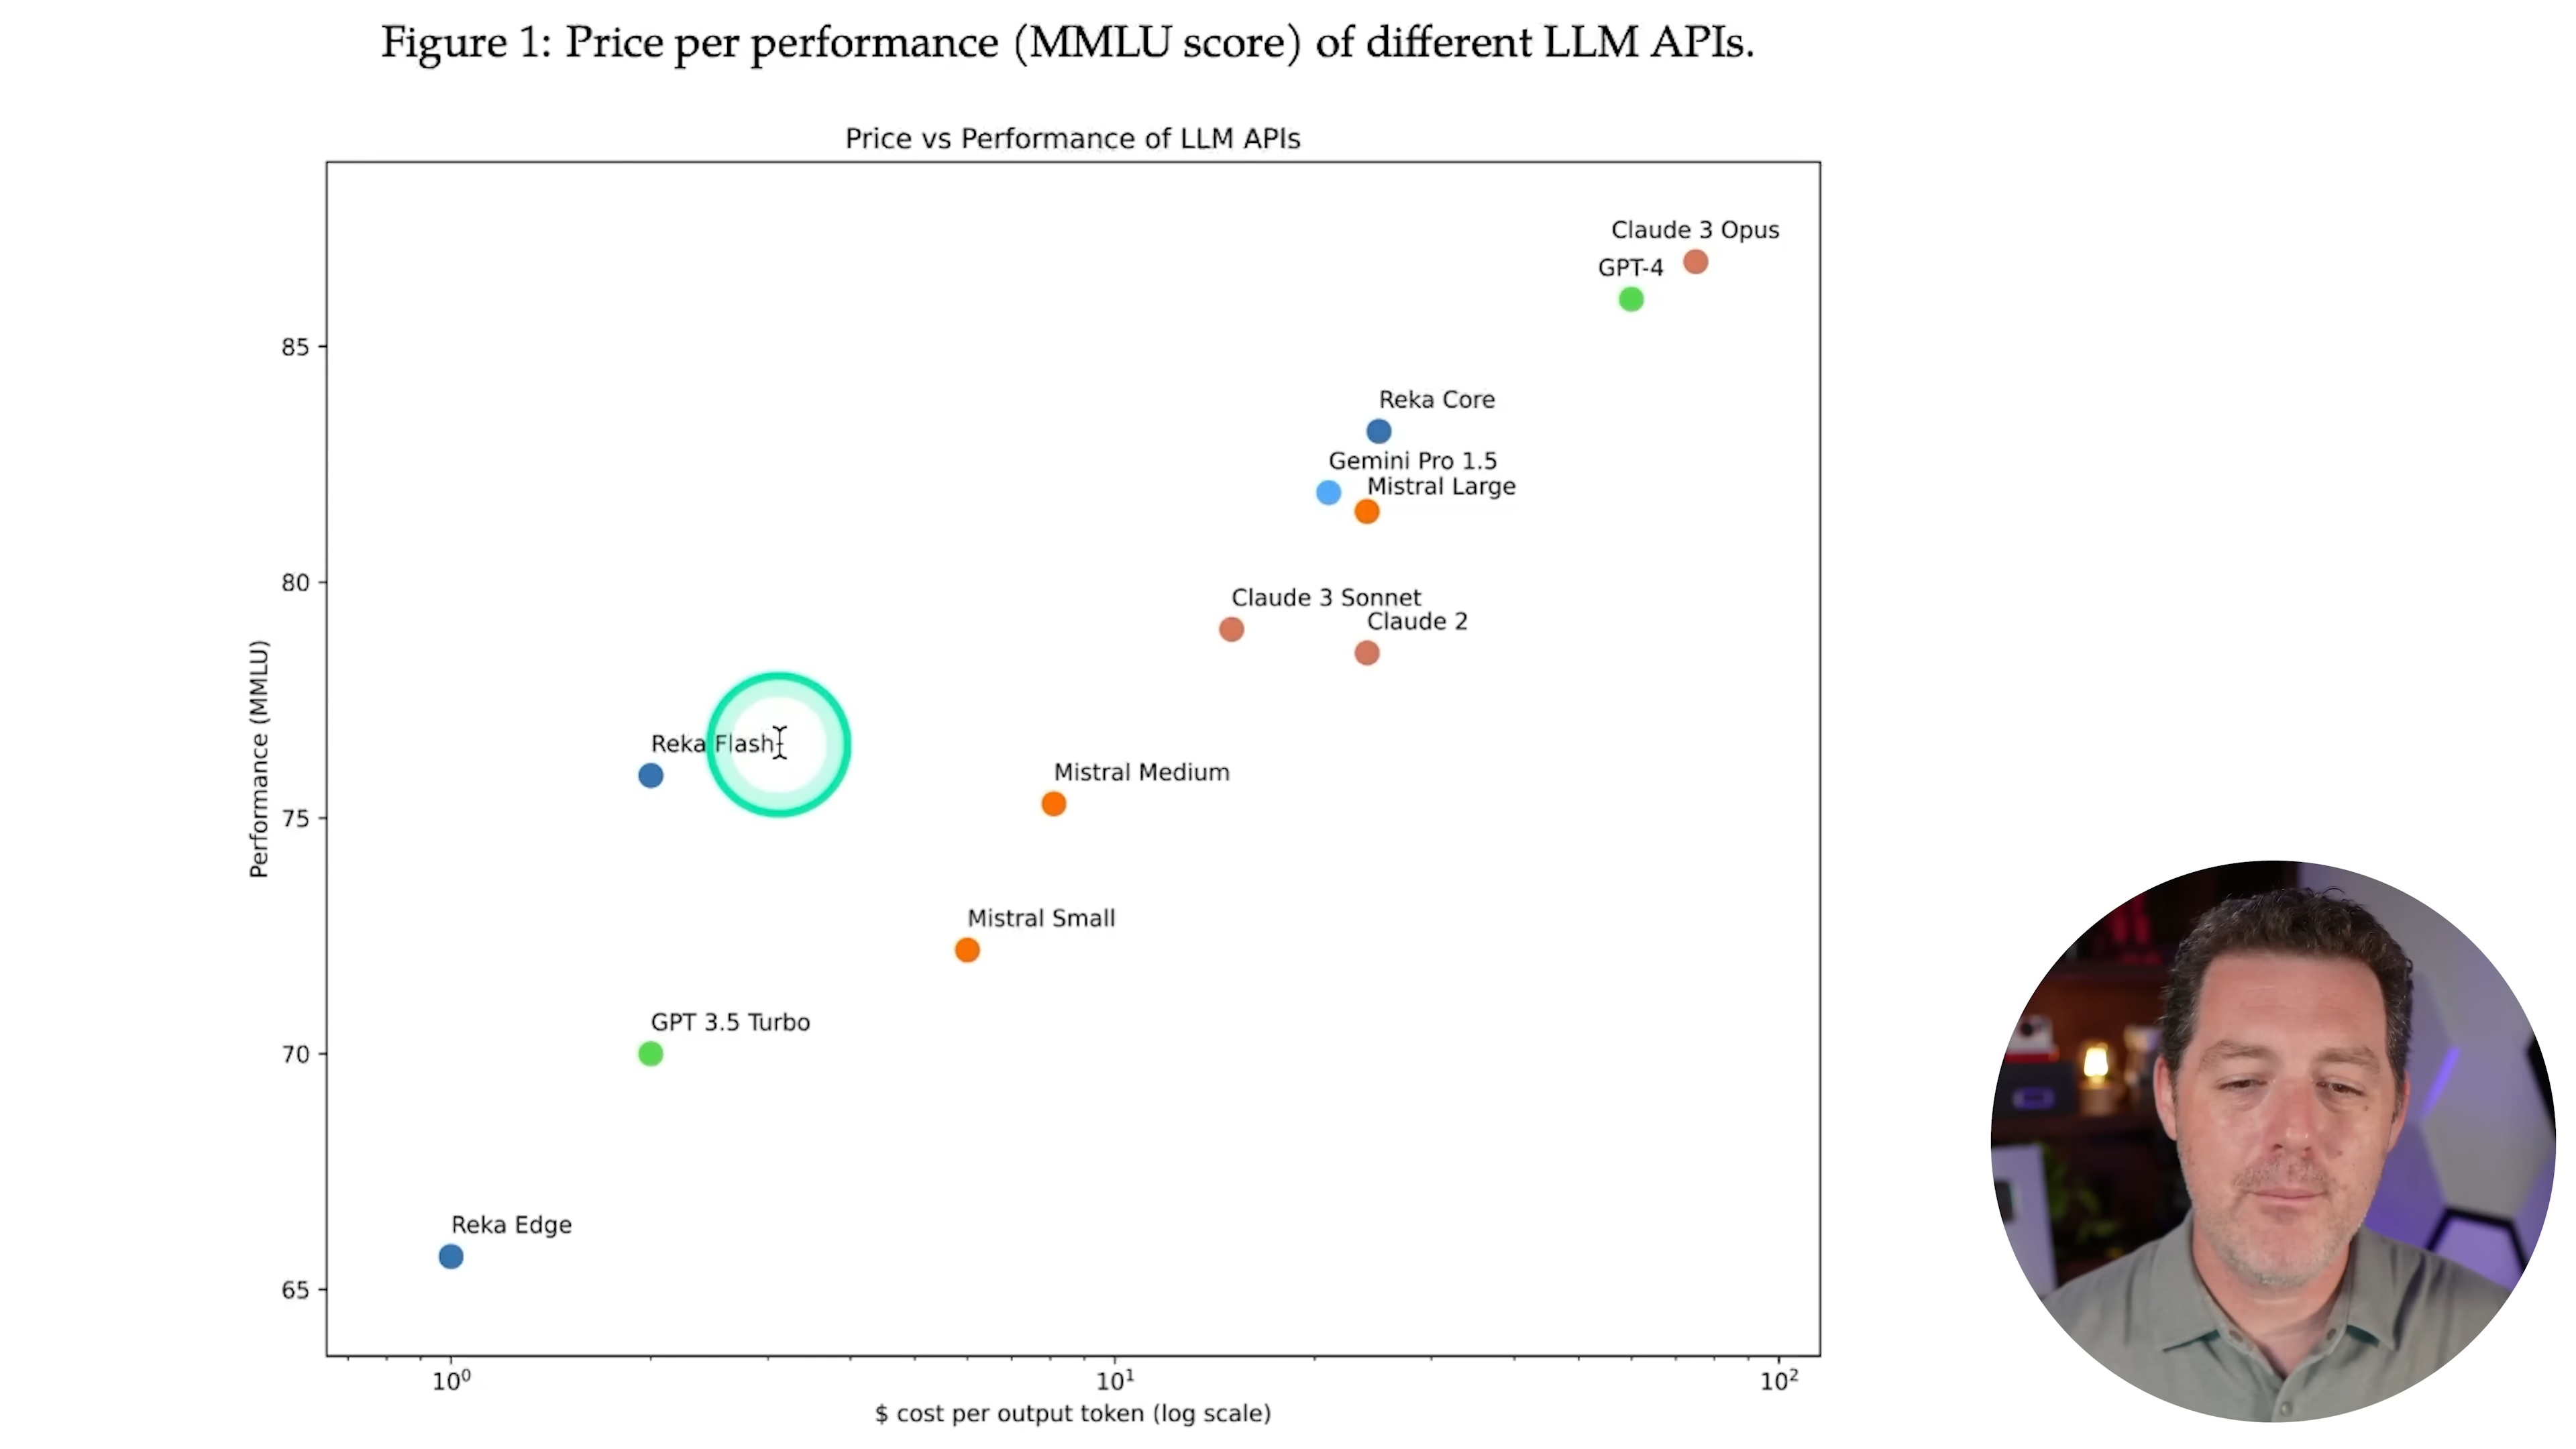 Figure 1: Price per performance (MMLU score) of different LLM APIs.
Price vs Performance of LLM APIs
Claude 3 Opus
GPT-4
85
Reka Core
Gemini Pro 1.5
Mistral Large
80
Claude 3 Sonnet
Claude 2
Performance (MMLU)
Reka Flash
Mistral Medium
75
Mistral Small
GPT 3.5 Turbo
70
Reka Edge
65
10⁰ 10¹ 10²
$ cost per output token (log scale)